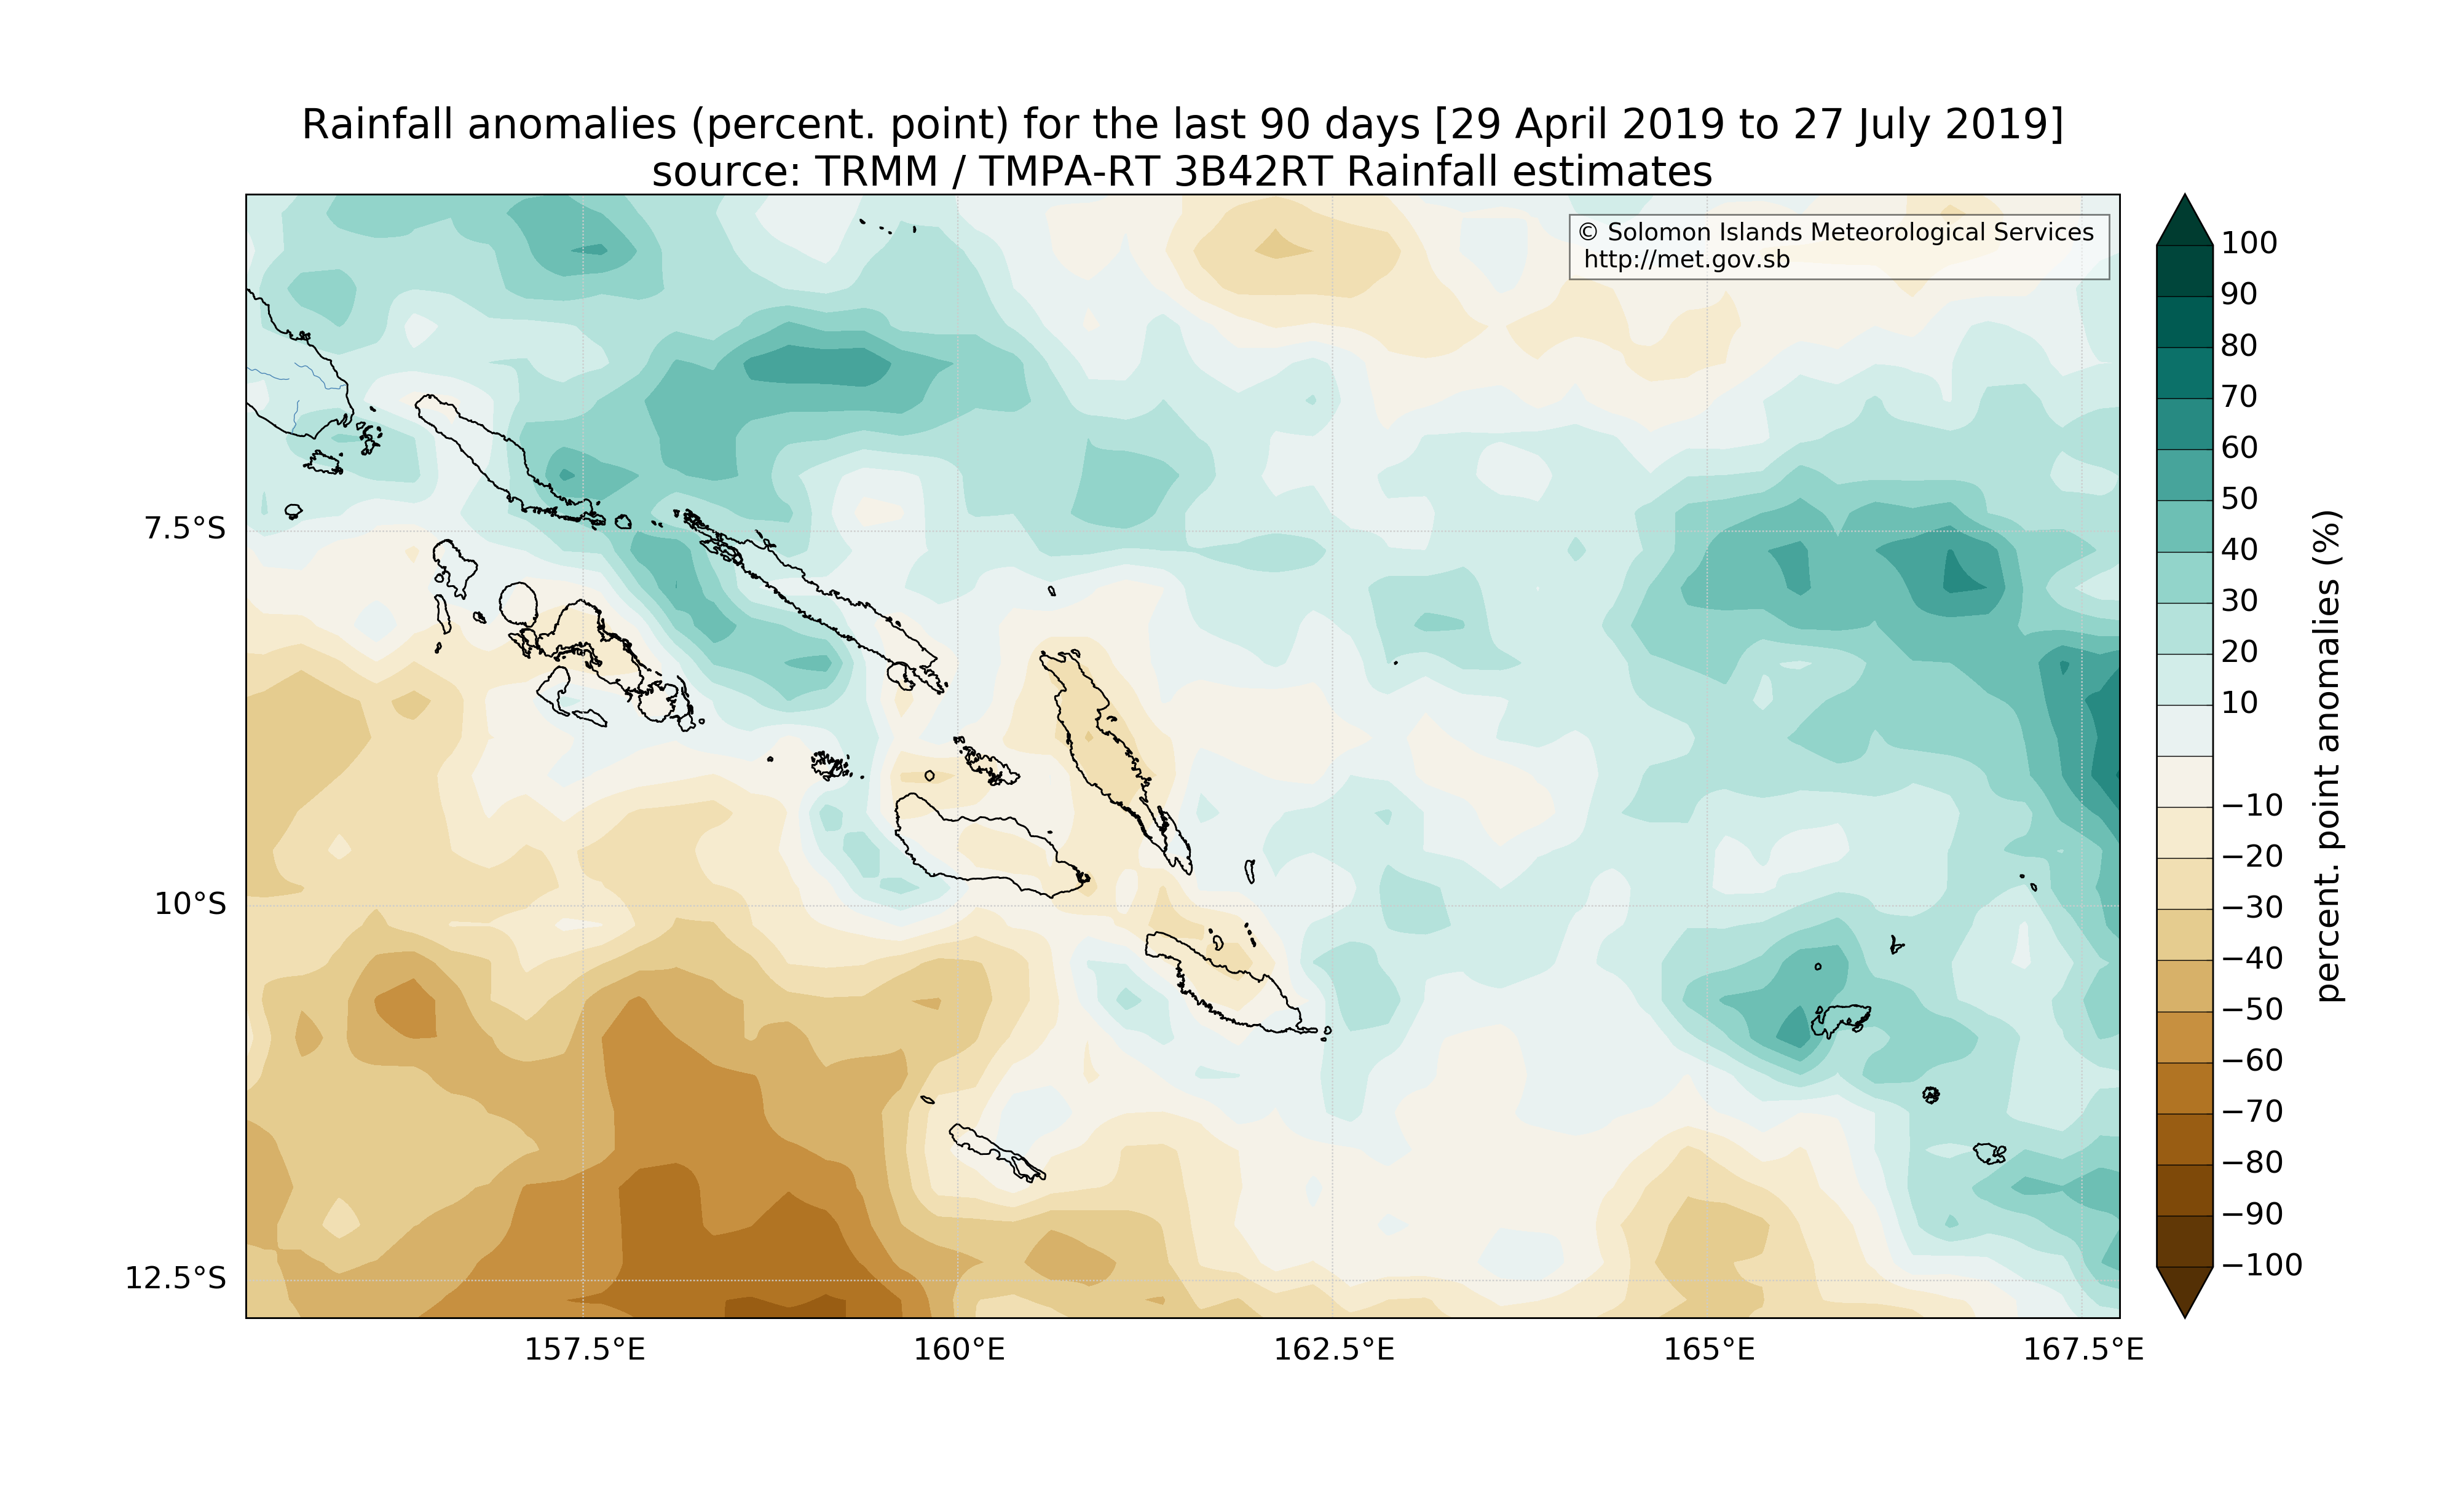 Rainfall anomalies (percent. point) for the last 90 days [29 April 2019 to 27 July 2019]
source: TRMM / TMPA-RT 3B42RT Rainfall estimates
© Solomon Islands Meteorological Services
http://met.gov.sb
7.5°S
10°S
12.5°S
157.5°E
160°E
162.5°E
165°E
167.5°E
100
90
80
70
60
50
40
30
20
10
−10
−20
−30
−40
−50
−60
−70
−80
−90
−100
percent. point anomalies (%)